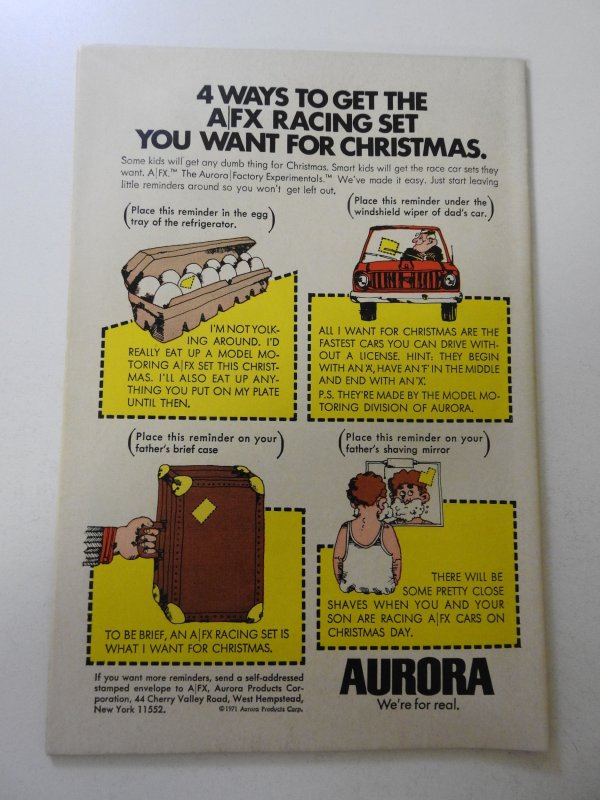 4 WAYS TO GET THE
A|FX RACING SET
YOU WANT FOR CHRISTMAS.
Some kids will get any dumb thing for Christmas. Smart kids will get the race car sets they
want. A|FX.™ The Aurora|Factory Experimentals.™ We've made it easy. Just start leaving
little reminders around so you won't get left out.
(Place this reminder in the egg
tray of the refrigerator.)
(Place this reminder under the
windshield wiper of dad's car.)
I'M NOT YOLK-
ING AROUND. I'D
REALLY EAT UP A MODEL MO-
TORING A|FX SET THIS CHRIST-
MAS. I'LL ALSO EAT UP ANY-
THING YOU PUT ON MY PLATE
UNTIL THEN.
ALL I WANT FOR CHRISTMAS ARE THE
FASTEST CARS YOU CAN DRIVE WITH-
OUT A LICENSE. HINT: THEY BEGIN
WITH AN 'A', HAVE AN 'F' IN THE MIDDLE
AND END WITH AN 'X'.
P.S. THEY'RE MADE BY THE MODEL MO-
TORING DIVISION OF AURORA.
(Place this reminder on your
father's brief case)
(Place this reminder on your
father's shaving mirror)
TO BE BRIEF, AN A|FX RACING SET IS
WHAT I WANT FOR CHRISTMAS.
THERE WILL BE
SOME PRETTY CLOSE
SHAVES WHEN YOU AND YOUR
SON ARE RACING A|FX CARS ON
CHRISTMAS DAY.
If you want more reminders, send a self-addressed
stamped envelope to A|FX, Aurora Products Cor-
poration, 44 Cherry Valley Road, West Hempstead,
New York 11552. ©1971 Aurora Products Corp.
AURORA
We're for real.